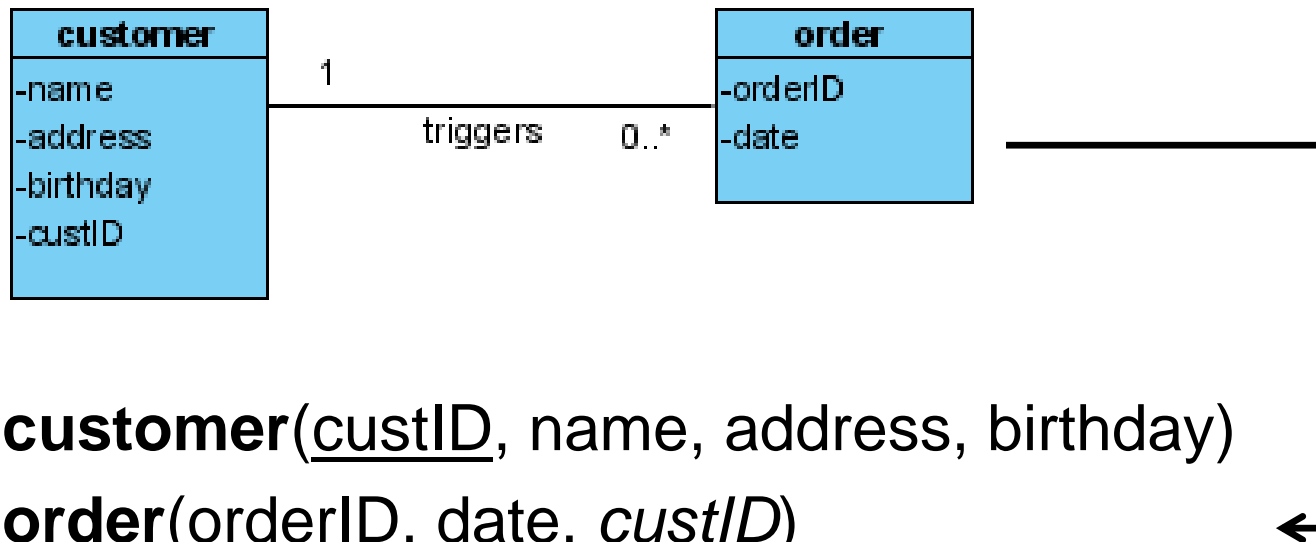 customer
-name
-address
-birthday
-custID
1
triggers
0..*
order
-orderID
-date
customer(custID, name, address, birthday)
order(orderID, date, custID)